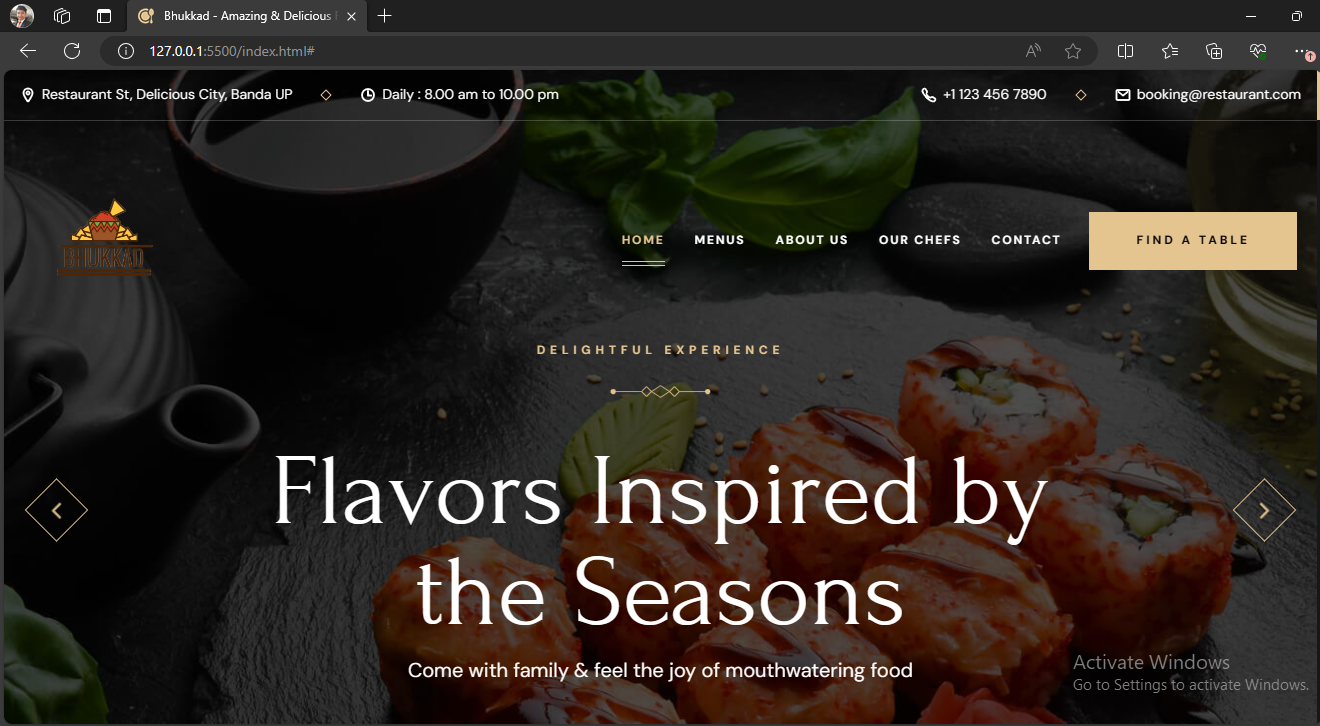 Bhukkad - Amazing & Delicious
127.0.0.1:5500/index.html#
Restaurant St, Delicious City, Banda UP
Daily : 8.00 am to 10.00 pm
+1 123 456 7890
booking@restaurant.com
BHUKKAD
HOME
MENUS
ABOUT US
OUR CHEFS
CONTACT
FIND A TABLE
DELIGHTFUL EXPERIENCE
Flavors Inspired by
the Seasons
Come with family & feel the joy of mouthwatering food
Activate Windows
Go to Settings to activate Windows.